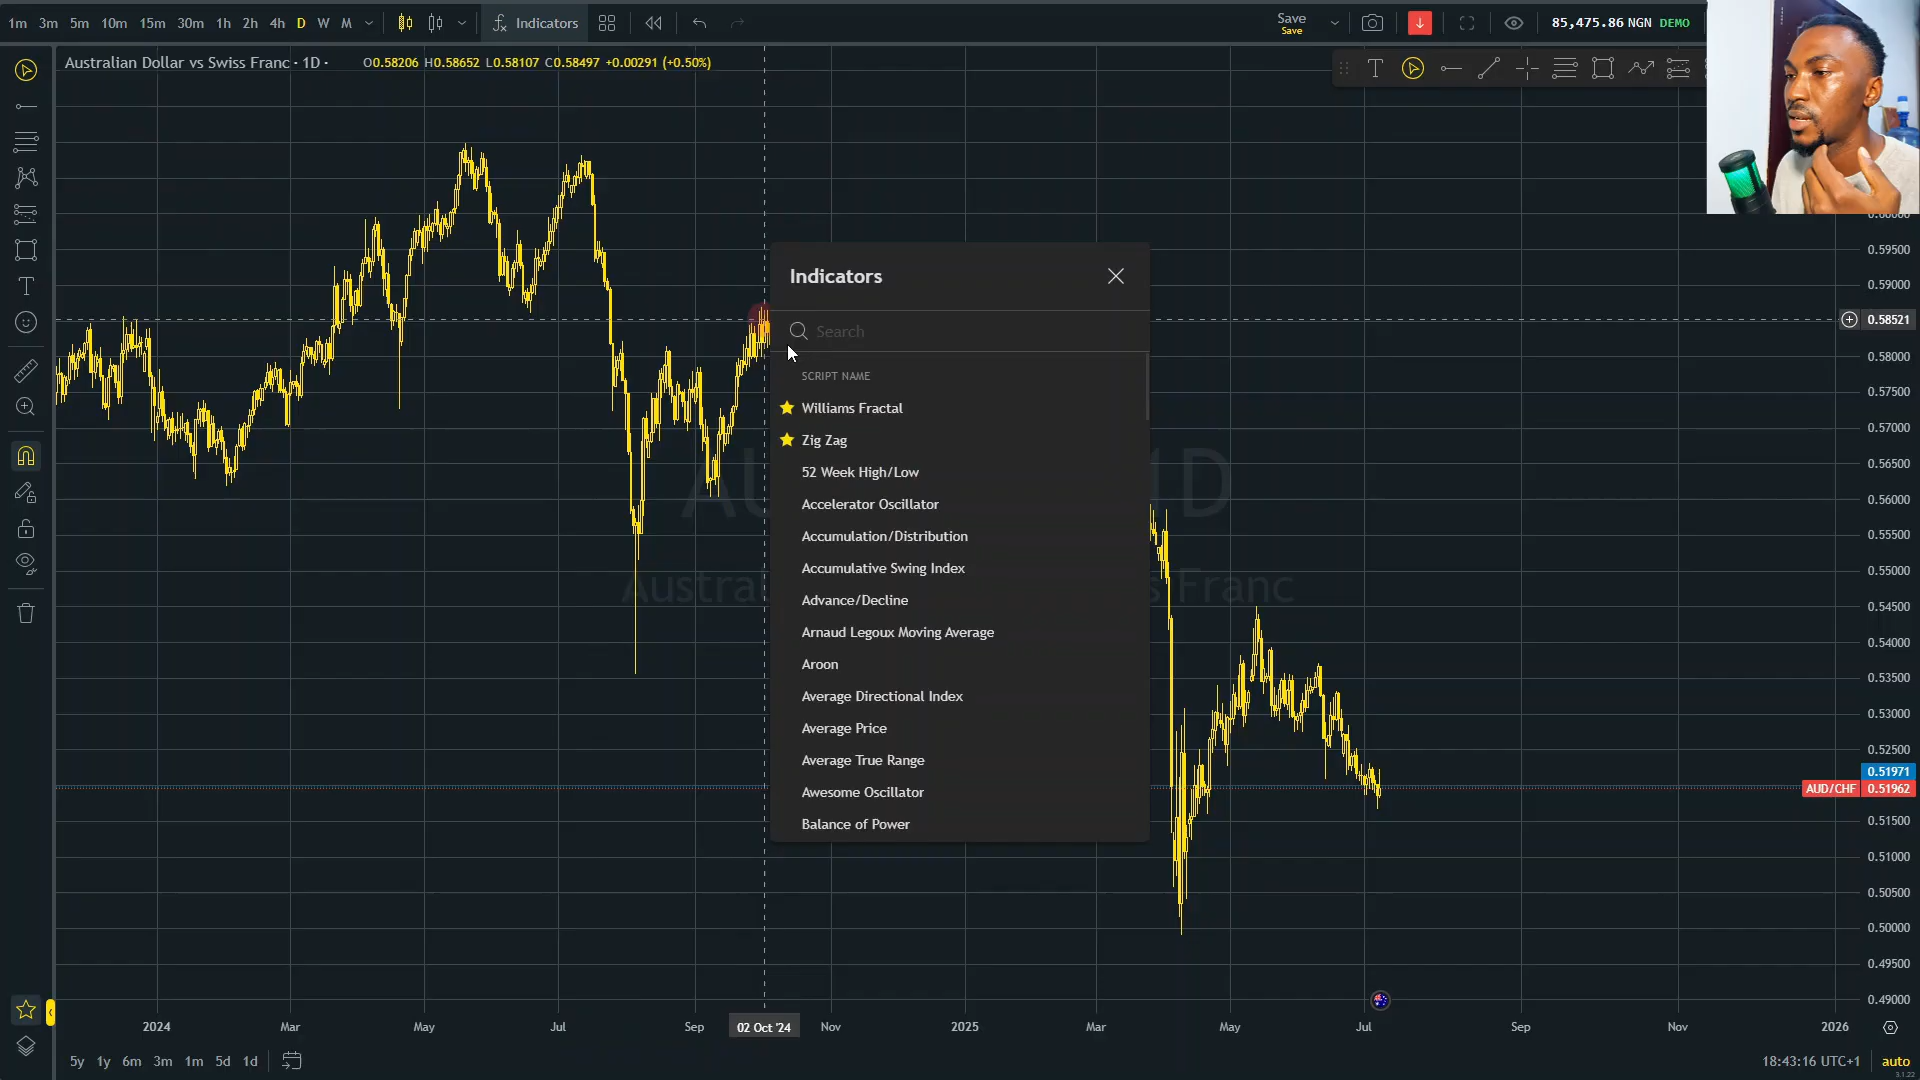 1m 3m 5m 10m 15m 30m 1h 2h 4h D W M Indicators Save 85,475.86 NGN DEMO
Save
Australian Dollar vs Swiss Franc · 1D · O0.58206 H0.58652 L0.58107 C0.58497 +0.00291 (+0.50%)
0.59500
0.59000
0.58521
0.58000
0.57500
0.57000
0.56500
0.56000
0.55500
0.55000
0.54500
0.54000
0.53500
0.53000
0.52500
0.51971
AUD/CHF 0.51962
0.51500
0.51000
0.50500
0.50000
0.49500
0.49000
Indicators
Search
SCRIPT NAME
Williams Fractal
Zig Zag
52 Week High/Low
Accelerator Oscillator
Accumulation/Distribution
Accumulative Swing Index
Advance/Decline
Arnaud Legoux Moving Average
Aroon
Average Directional Index
Average Price
Average True Range
Awesome Oscillator
Balance of Power
2024 Mar May Jul Sep 02 Oct '24 Nov 2025 Mar May Jul Sep Nov 2026
5y 1y 6m 3m 1m 5d 1d 18:43:16 UTC+1 auto
3.1.22